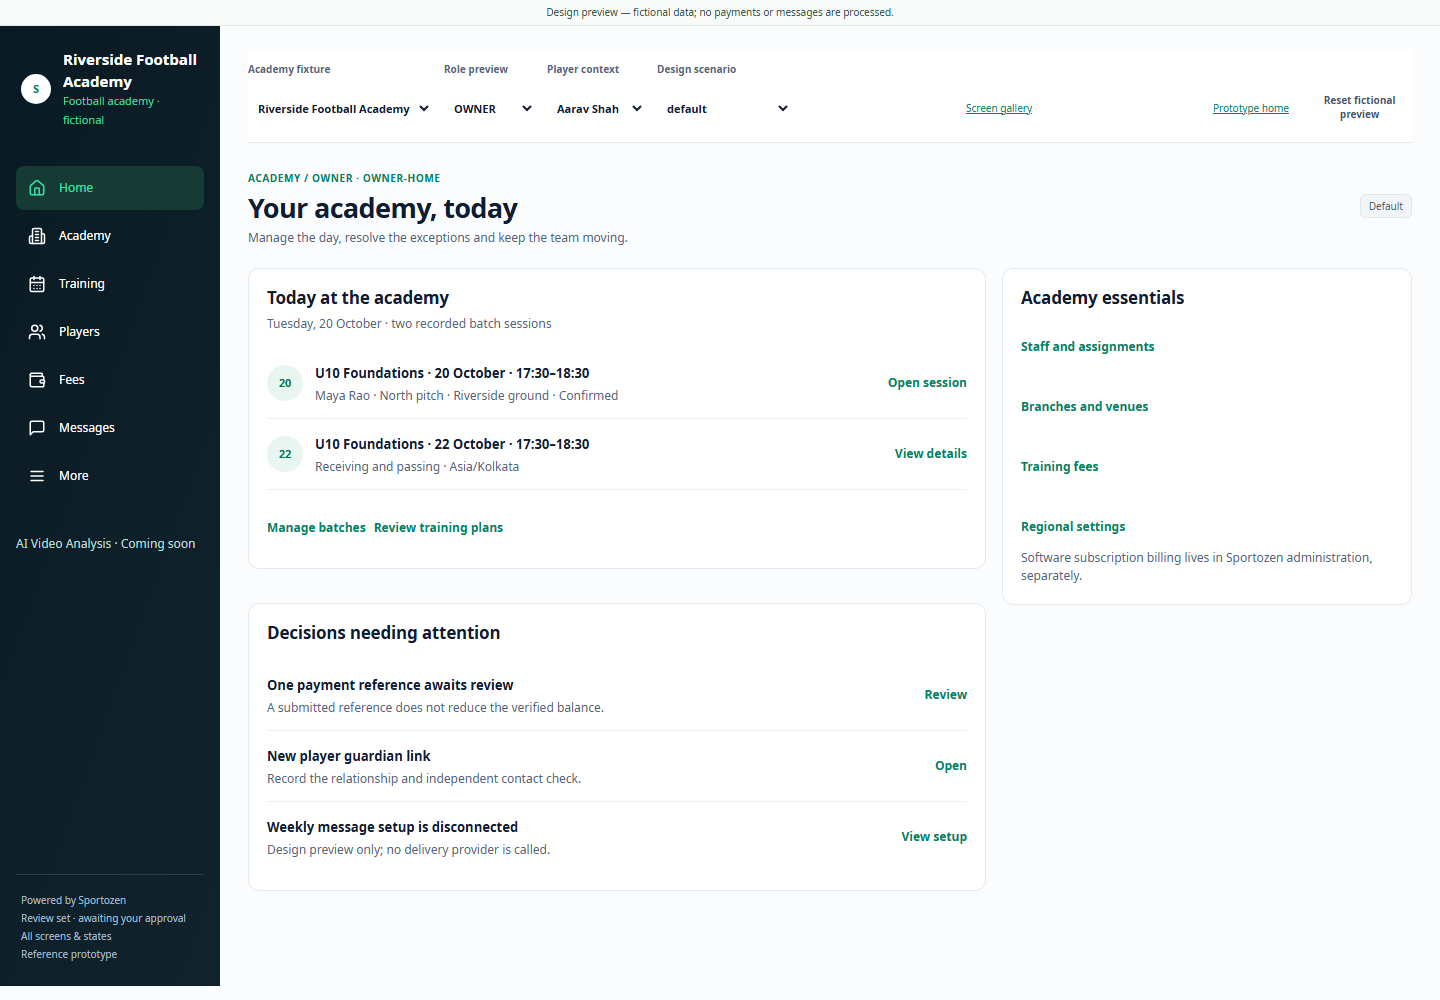 Design preview — fictional data; no payments or messages are processed.
S
Riverside Football
Academy
Football academy ·
fictional
Home
Academy
Training
Players
Fees
Messages
More
AI Video Analysis · Coming soon
Powered by Sportozen
Review set · awaiting your approval
All screens & states
Reference prototype
Academy fixture
Role preview
Player context
Design scenario
Riverside Football Academy
OWNER
Aarav Shah
default
Screen gallery
Prototype home
Reset fictional
preview
ACADEMY / OWNER · OWNER-HOME
Your academy, today
Manage the day, resolve the exceptions and keep the team moving.
Default
Today at the academy
Tuesday, 20 October · two recorded batch sessions
20
U10 Foundations · 20 October · 17:30–18:30
Maya Rao · North pitch · Riverside ground · Confirmed
Open session
22
U10 Foundations · 22 October · 17:30–18:30
Receiving and passing · Asia/Kolkata
View details
Manage batches Review training plans
Academy essentials
Staff and assignments
Branches and venues
Training fees
Regional settings
Software subscription billing lives in Sportozen administration,
separately.
Decisions needing attention
One payment reference awaits review
A submitted reference does not reduce the verified balance.
Review
New player guardian link
Record the relationship and independent contact check.
Open
Weekly message setup is disconnected
Design preview only; no delivery provider is called.
View setup